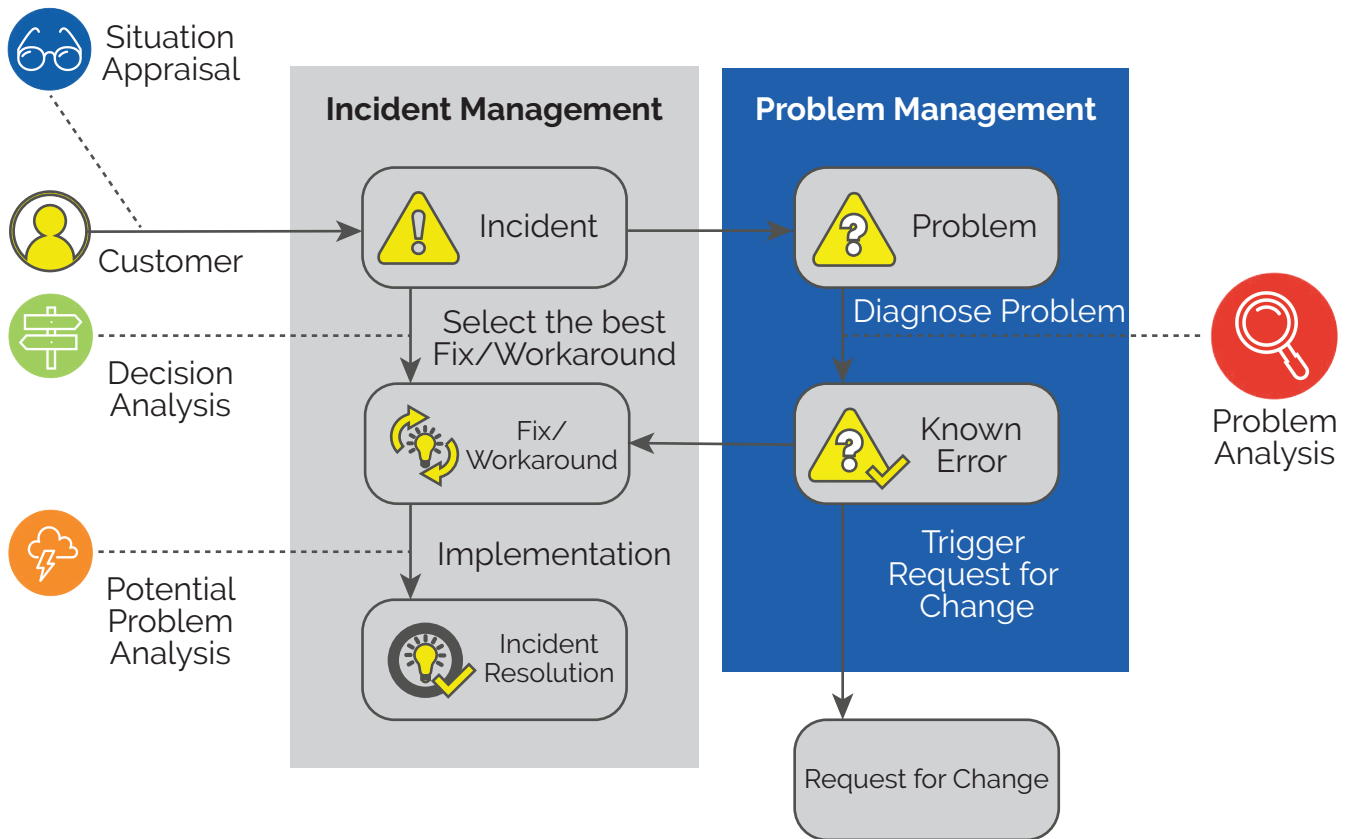 Situation
Appraisal
Incident Management
Problem Management
Incident
Problem
Customer
Select the best
Fix/Workaround
Diagnose Problem
Decision
Analysis
Fix/
Workaround
Known
Error
Problem
Analysis
Implementation
Trigger
Request for
Change
Potential
Problem
Analysis
Incident
Resolution
Request for Change